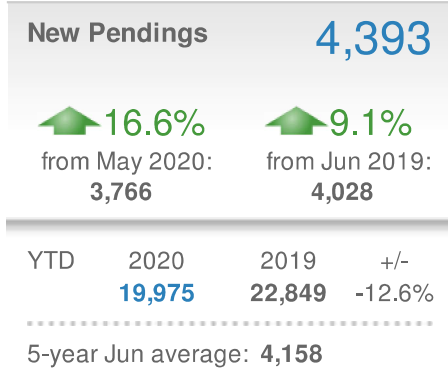 New Pendings 4,393
16.6% 9.1%
from May 2020: from Jun 2019:
3,766 4,028
YTD 2020 2019 +/-
19,975 22,849 -12.6%
5-year Jun average: 4,158